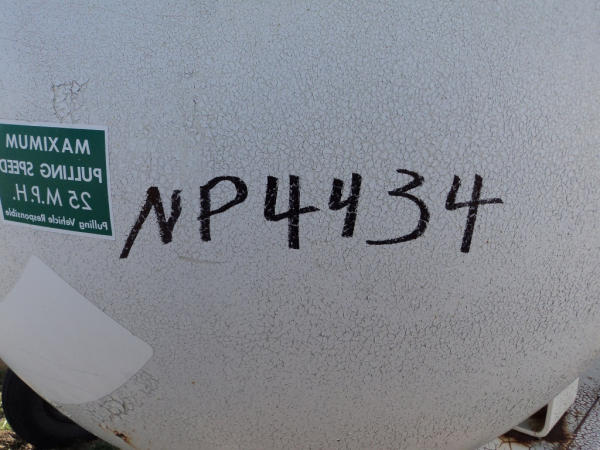 MAXIMUM
PULLING SPEED
25 M.P.H.
Pulling Vehicle Responsible
NP4434